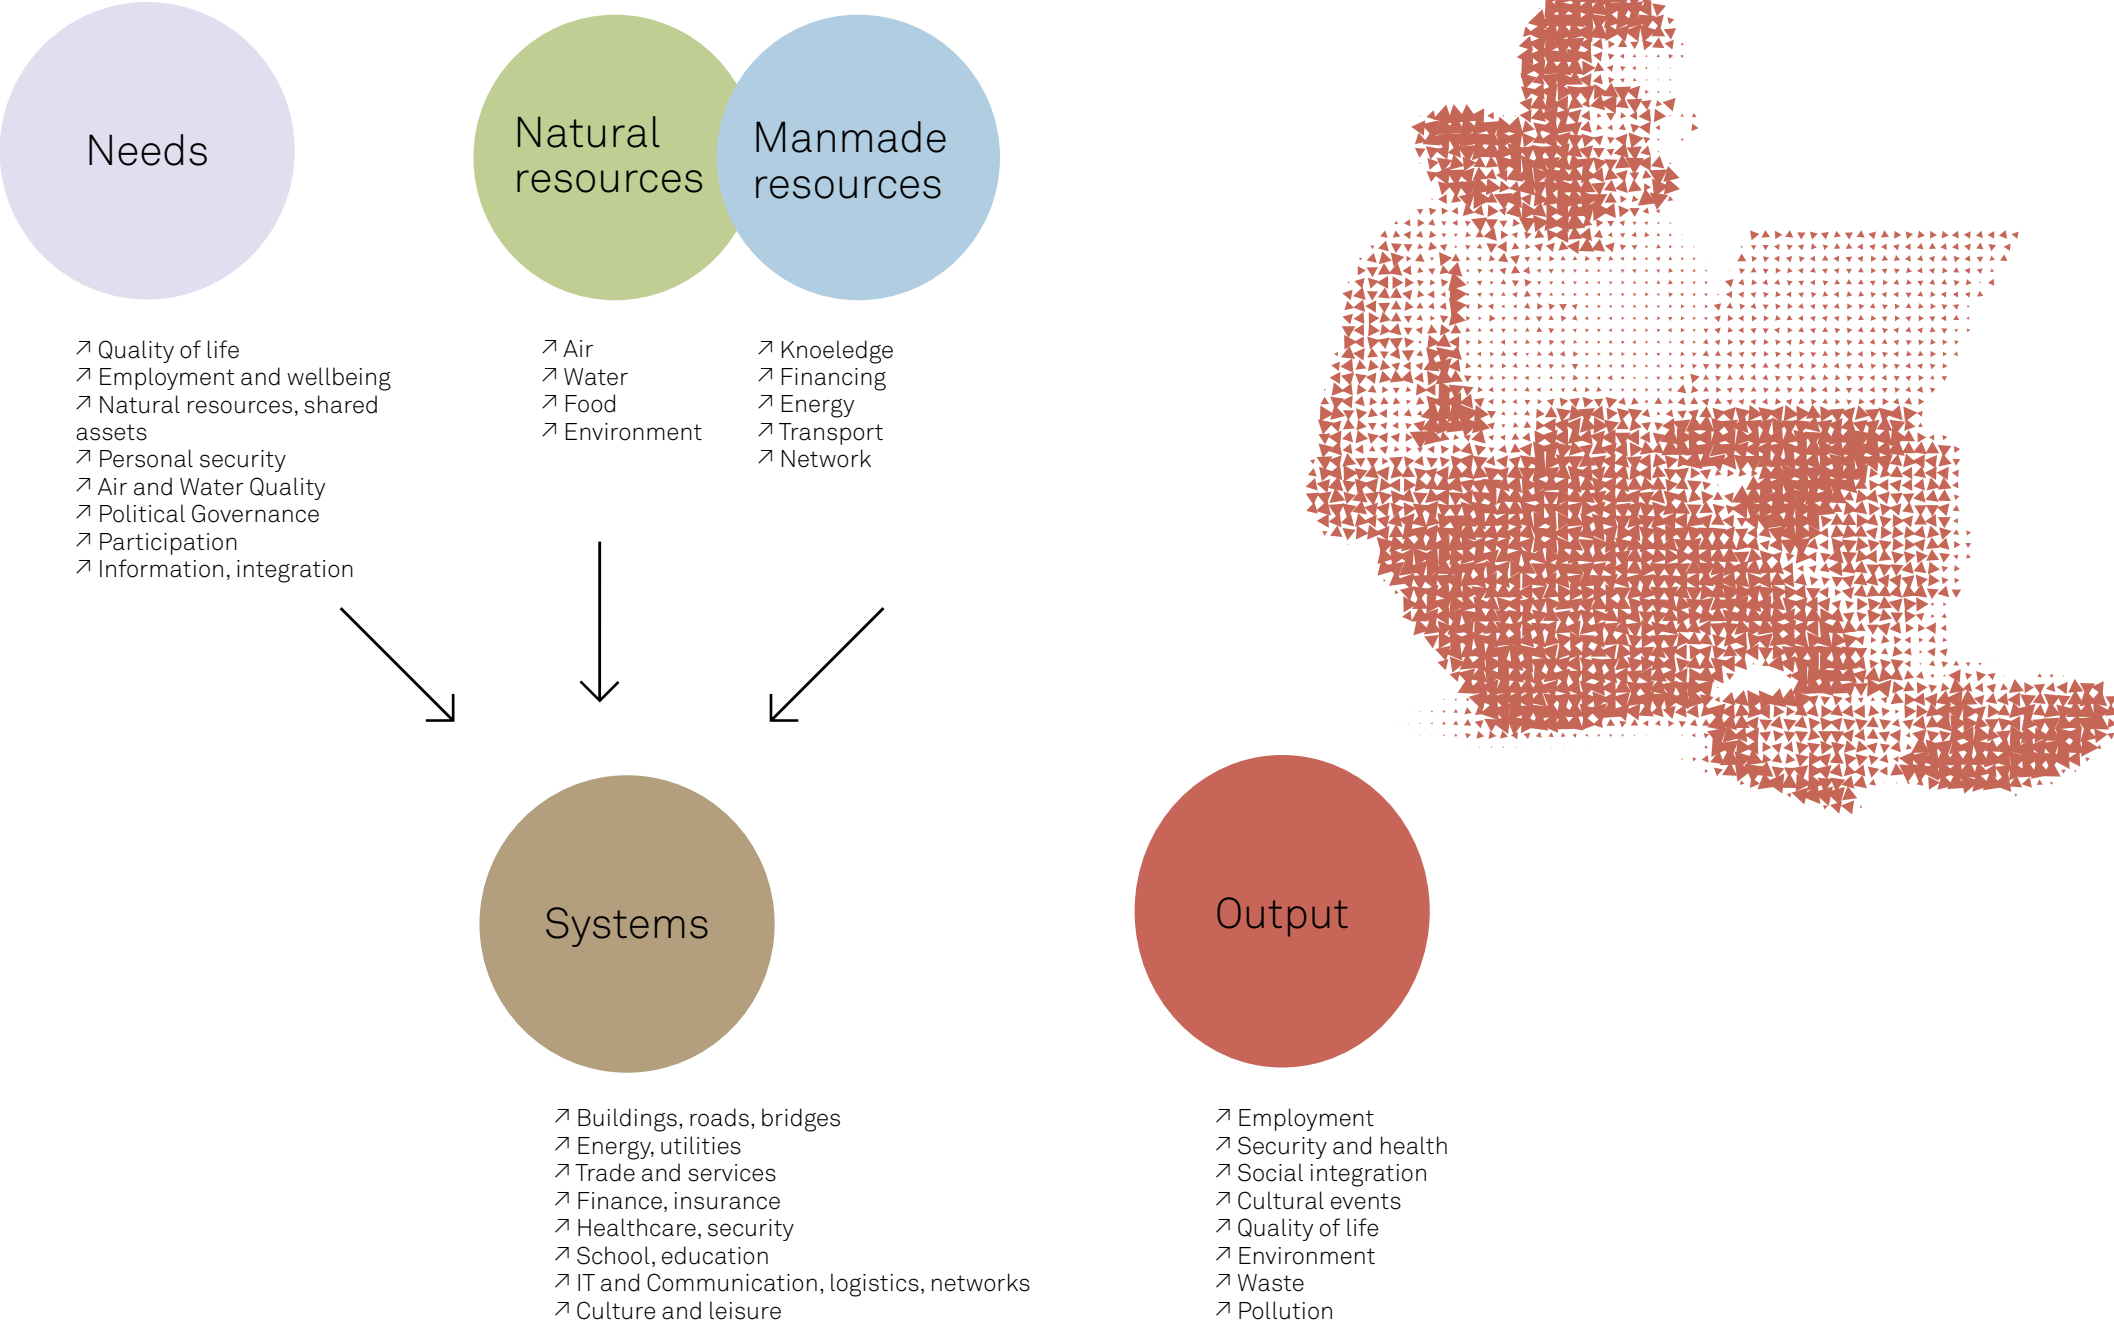 Needs
Natural
resources
Manmade
resources
↗ Quality of life
↗ Employment and wellbeing
↗ Natural resources, shared
assets
↗ Personal security
↗ Air and Water Quality
↗ Political Governance
↗ Participation
↗ Information, integration
↗ Air
↗ Water
↗ Food
↗ Environment
↗ Knoeledge
↗ Financing
↗ Energy
↗ Transport
↗ Network
Systems
Output
↗ Buildings, roads, bridges
↗ Energy, utilities
↗ Trade and services
↗ Finance, insurance
↗ Healthcare, security
↗ School, education
↗ IT and Communication, logistics, networks
↗ Culture and leisure
↗ Employment
↗ Security and health
↗ Social integration
↗ Cultural events
↗ Quality of life
↗ Environment
↗ Waste
↗ Pollution